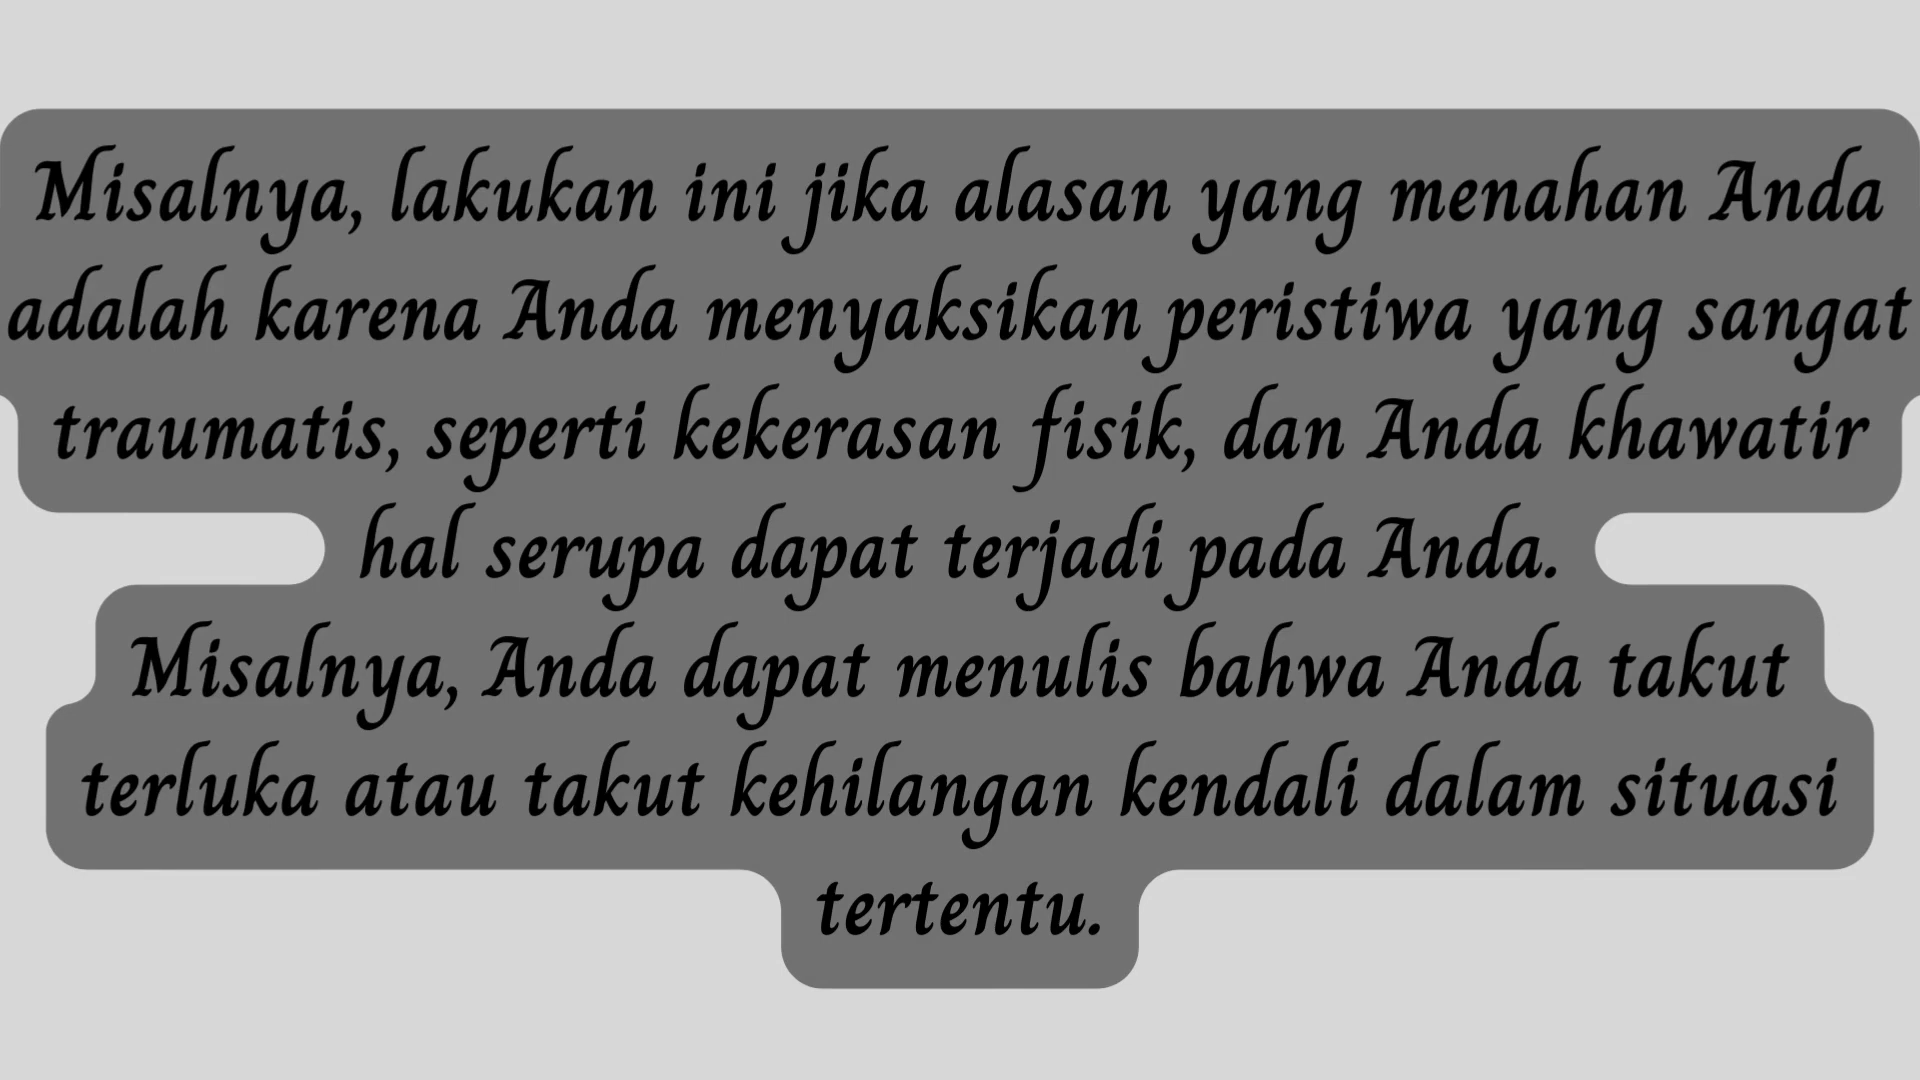 Misalnya, lakukan ini jika alasan yang menahan Anda
adalah karena Anda menyaksikan peristiwa yang sangat
traumatis, seperti kekerasan fisik, dan Anda khawatir
hal serupa dapat terjadi pada Anda.
Misalnya, Anda dapat menulis bahwa Anda takut
terluka atau takut kehilangan kendali dalam situasi
tertentu.